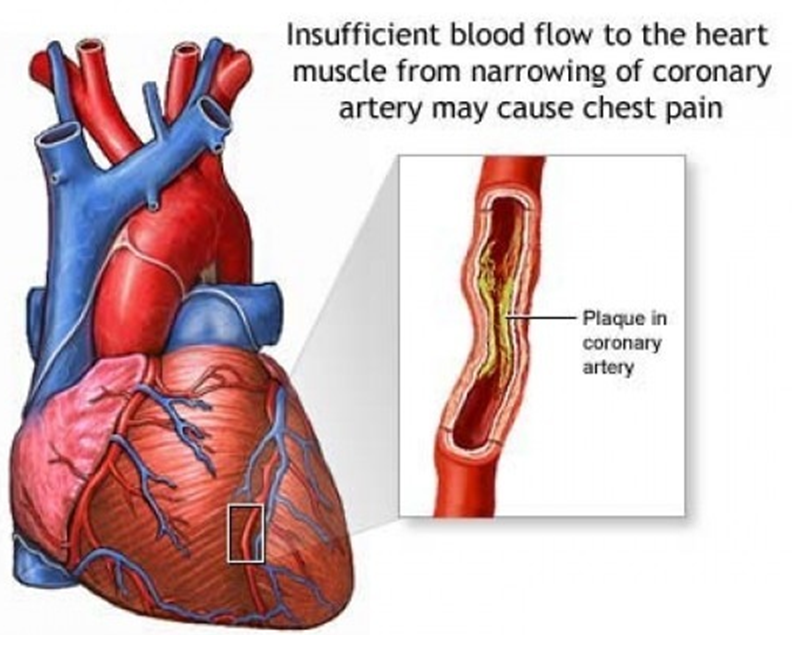 Insufficient blood flow to the heart
muscle from narrowing of coronary
artery may cause chest pain
Plaque in
coronary
artery